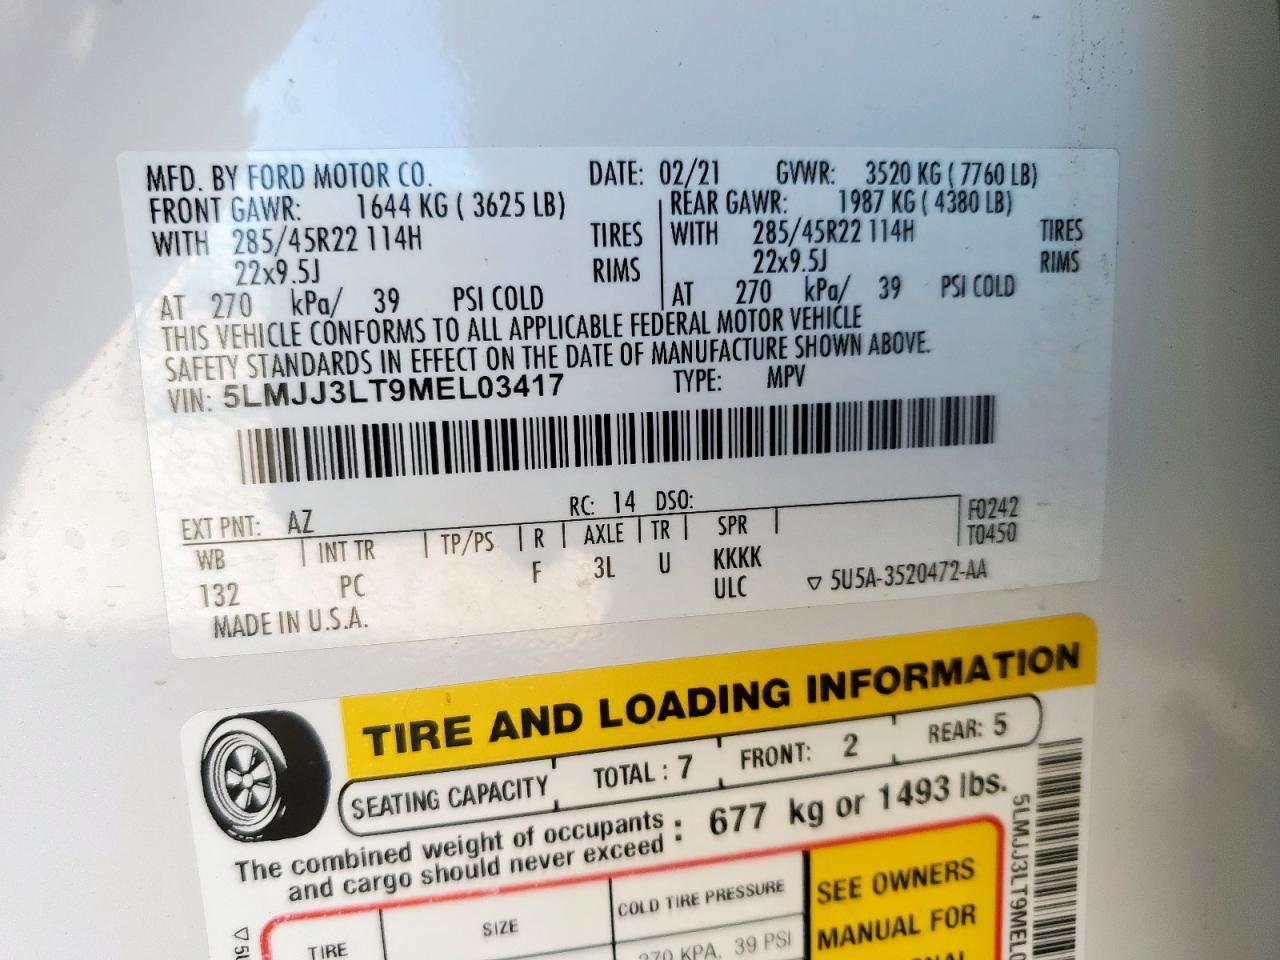 MFD. BY FORD MOTOR CO. DATE: 02/21 GVWR: 3520 KG ( 7760 LB)
FRONT GAWR: 1644 KG ( 3625 LB) REAR GAWR: 1987 KG ( 4380 LB)
WITH 285/45R22 114H TIRES WITH 285/45R22 114H TIRES
22x9.5J RIMS 22x9.5J RIMS
AT 270 kPa/ 39 PSI COLD AT 270 kPa/ 39 PSI COLD
THIS VEHICLE CONFORMS TO ALL APPLICABLE FEDERAL MOTOR VEHICLE
SAFETY STANDARDS IN EFFECT ON THE DATE OF MANUFACTURE SHOWN ABOVE.
VIN: 5LMJJ3LT9MEL03417 TYPE: MPV
EXT PNT: AZ RC: 14 DSO: F0242
WB INT TR TP/PS R AXLE TR SPR T0450
132 PC F 3L U KKKK
ULC ▽ 5U5A-3520472-AA
MADE IN U.S.A.
TIRE AND LOADING INFORMATION
SEATING CAPACITY TOTAL : 7 FRONT: 2 REAR: 5
The combined weight of occupants
and cargo should never exceed : 677 kg or 1493 lbs.
TIRE SIZE COLD TIRE PRESSURE SEE OWNERS
270 KPA, 39 PSI MANUAL FOR
5LMJJ3LT9MEL0